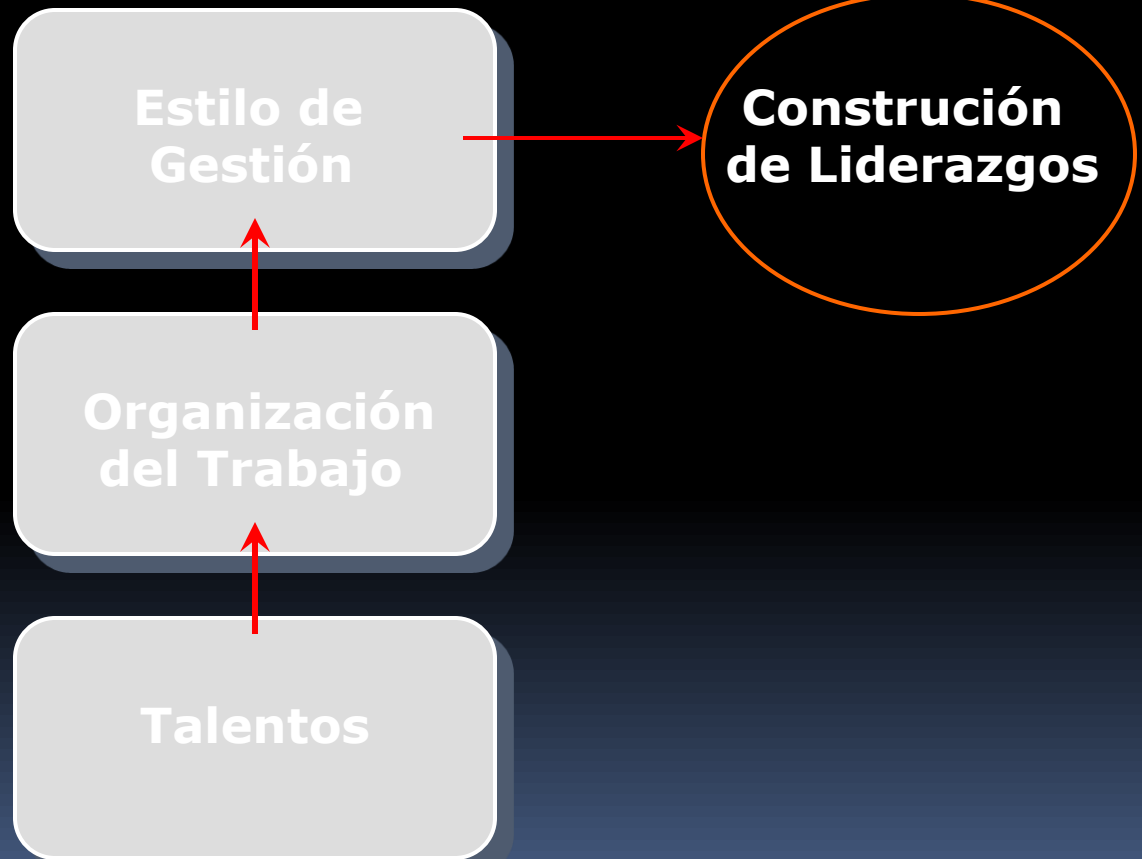 Estilo de
Gestión
Construción
de Liderazgos
Organización
del Trabajo
Talentos